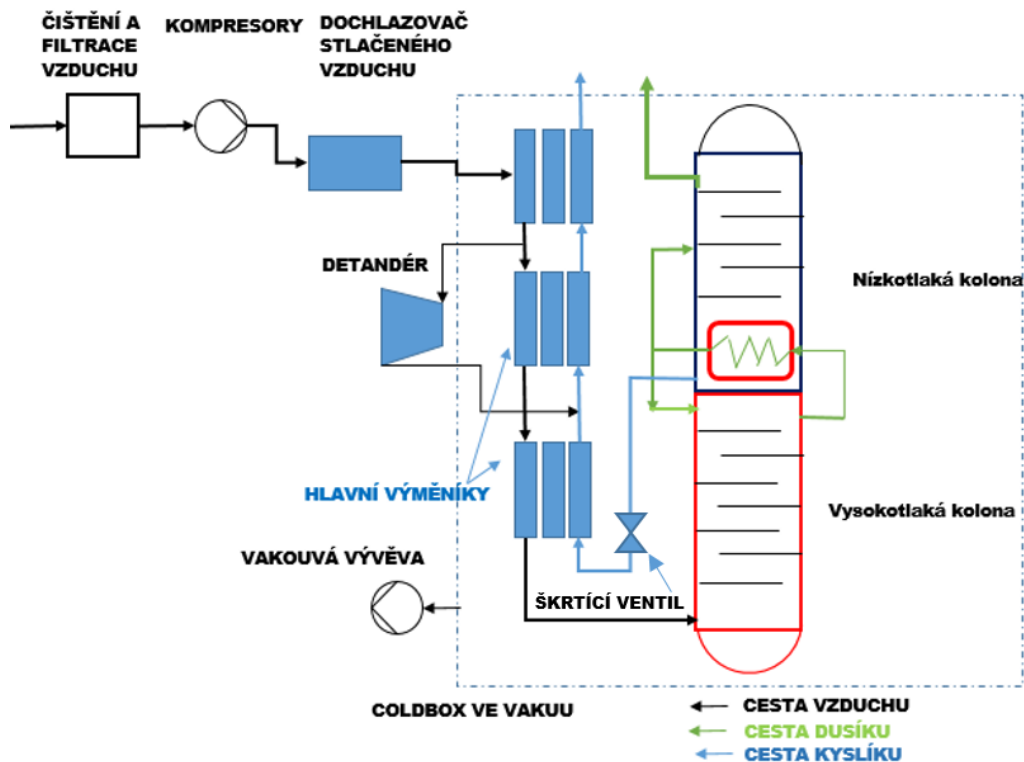 ČIŠTĚNÍ A
FILTRACE
VZDUCHU
KOMPRESORY
DOCHLAZOVAČ
STLAČENÉHO
VZDUCHU
DETANDÉR
Nízkotlaká kolona
HLAVNÍ VÝMĚNÍKY
Vysokotlaká kolona
VAKOUVÁ VÝVĚVA
ŠKRTÍCÍ VENTIL
COLDBOX VE VAKUU
CESTA VZDUCHU
CESTA DUSÍKU
CESTA KYSLÍKU